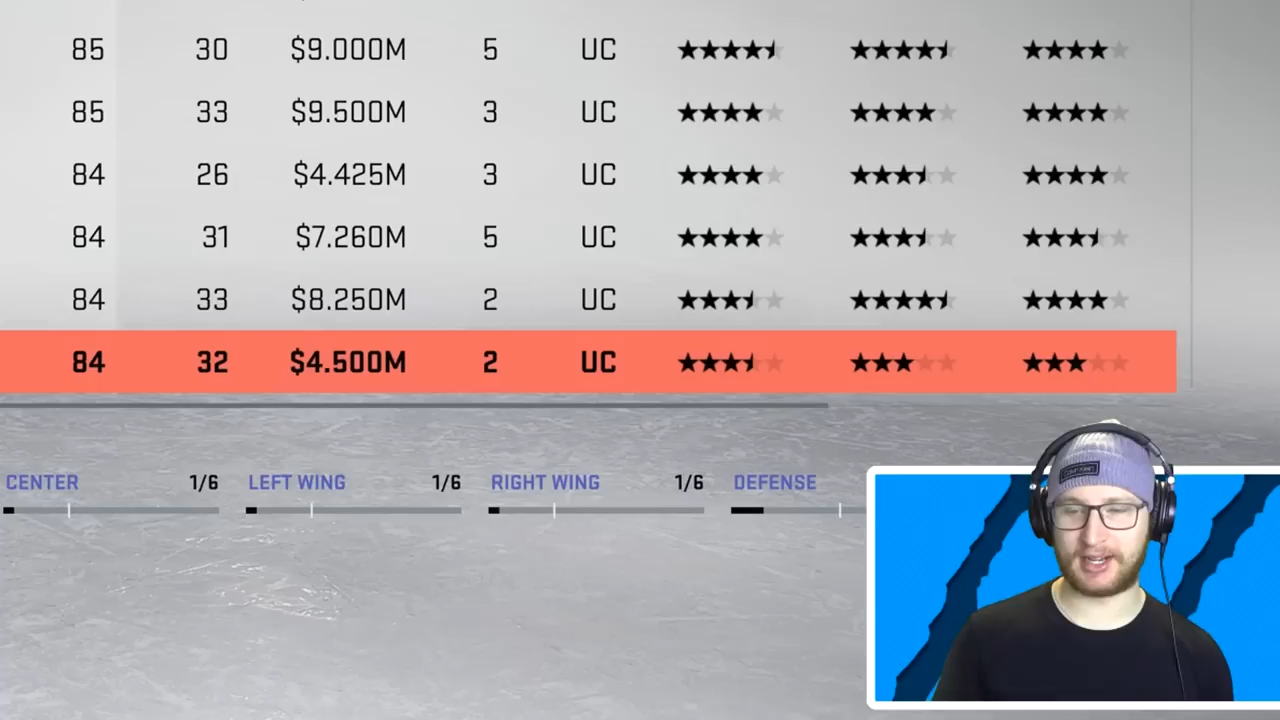 85 30 $9.000M 5 UC
85 33 $9.500M 3 UC
84 26 $4.425M 3 UC
84 31 $7.260M 5 UC
84 33 $8.250M 2 UC
84 32 $4.500M 2 UC
CENTER 1/6 LEFT WING 1/6 RIGHT WING 1/6 DEFENSE